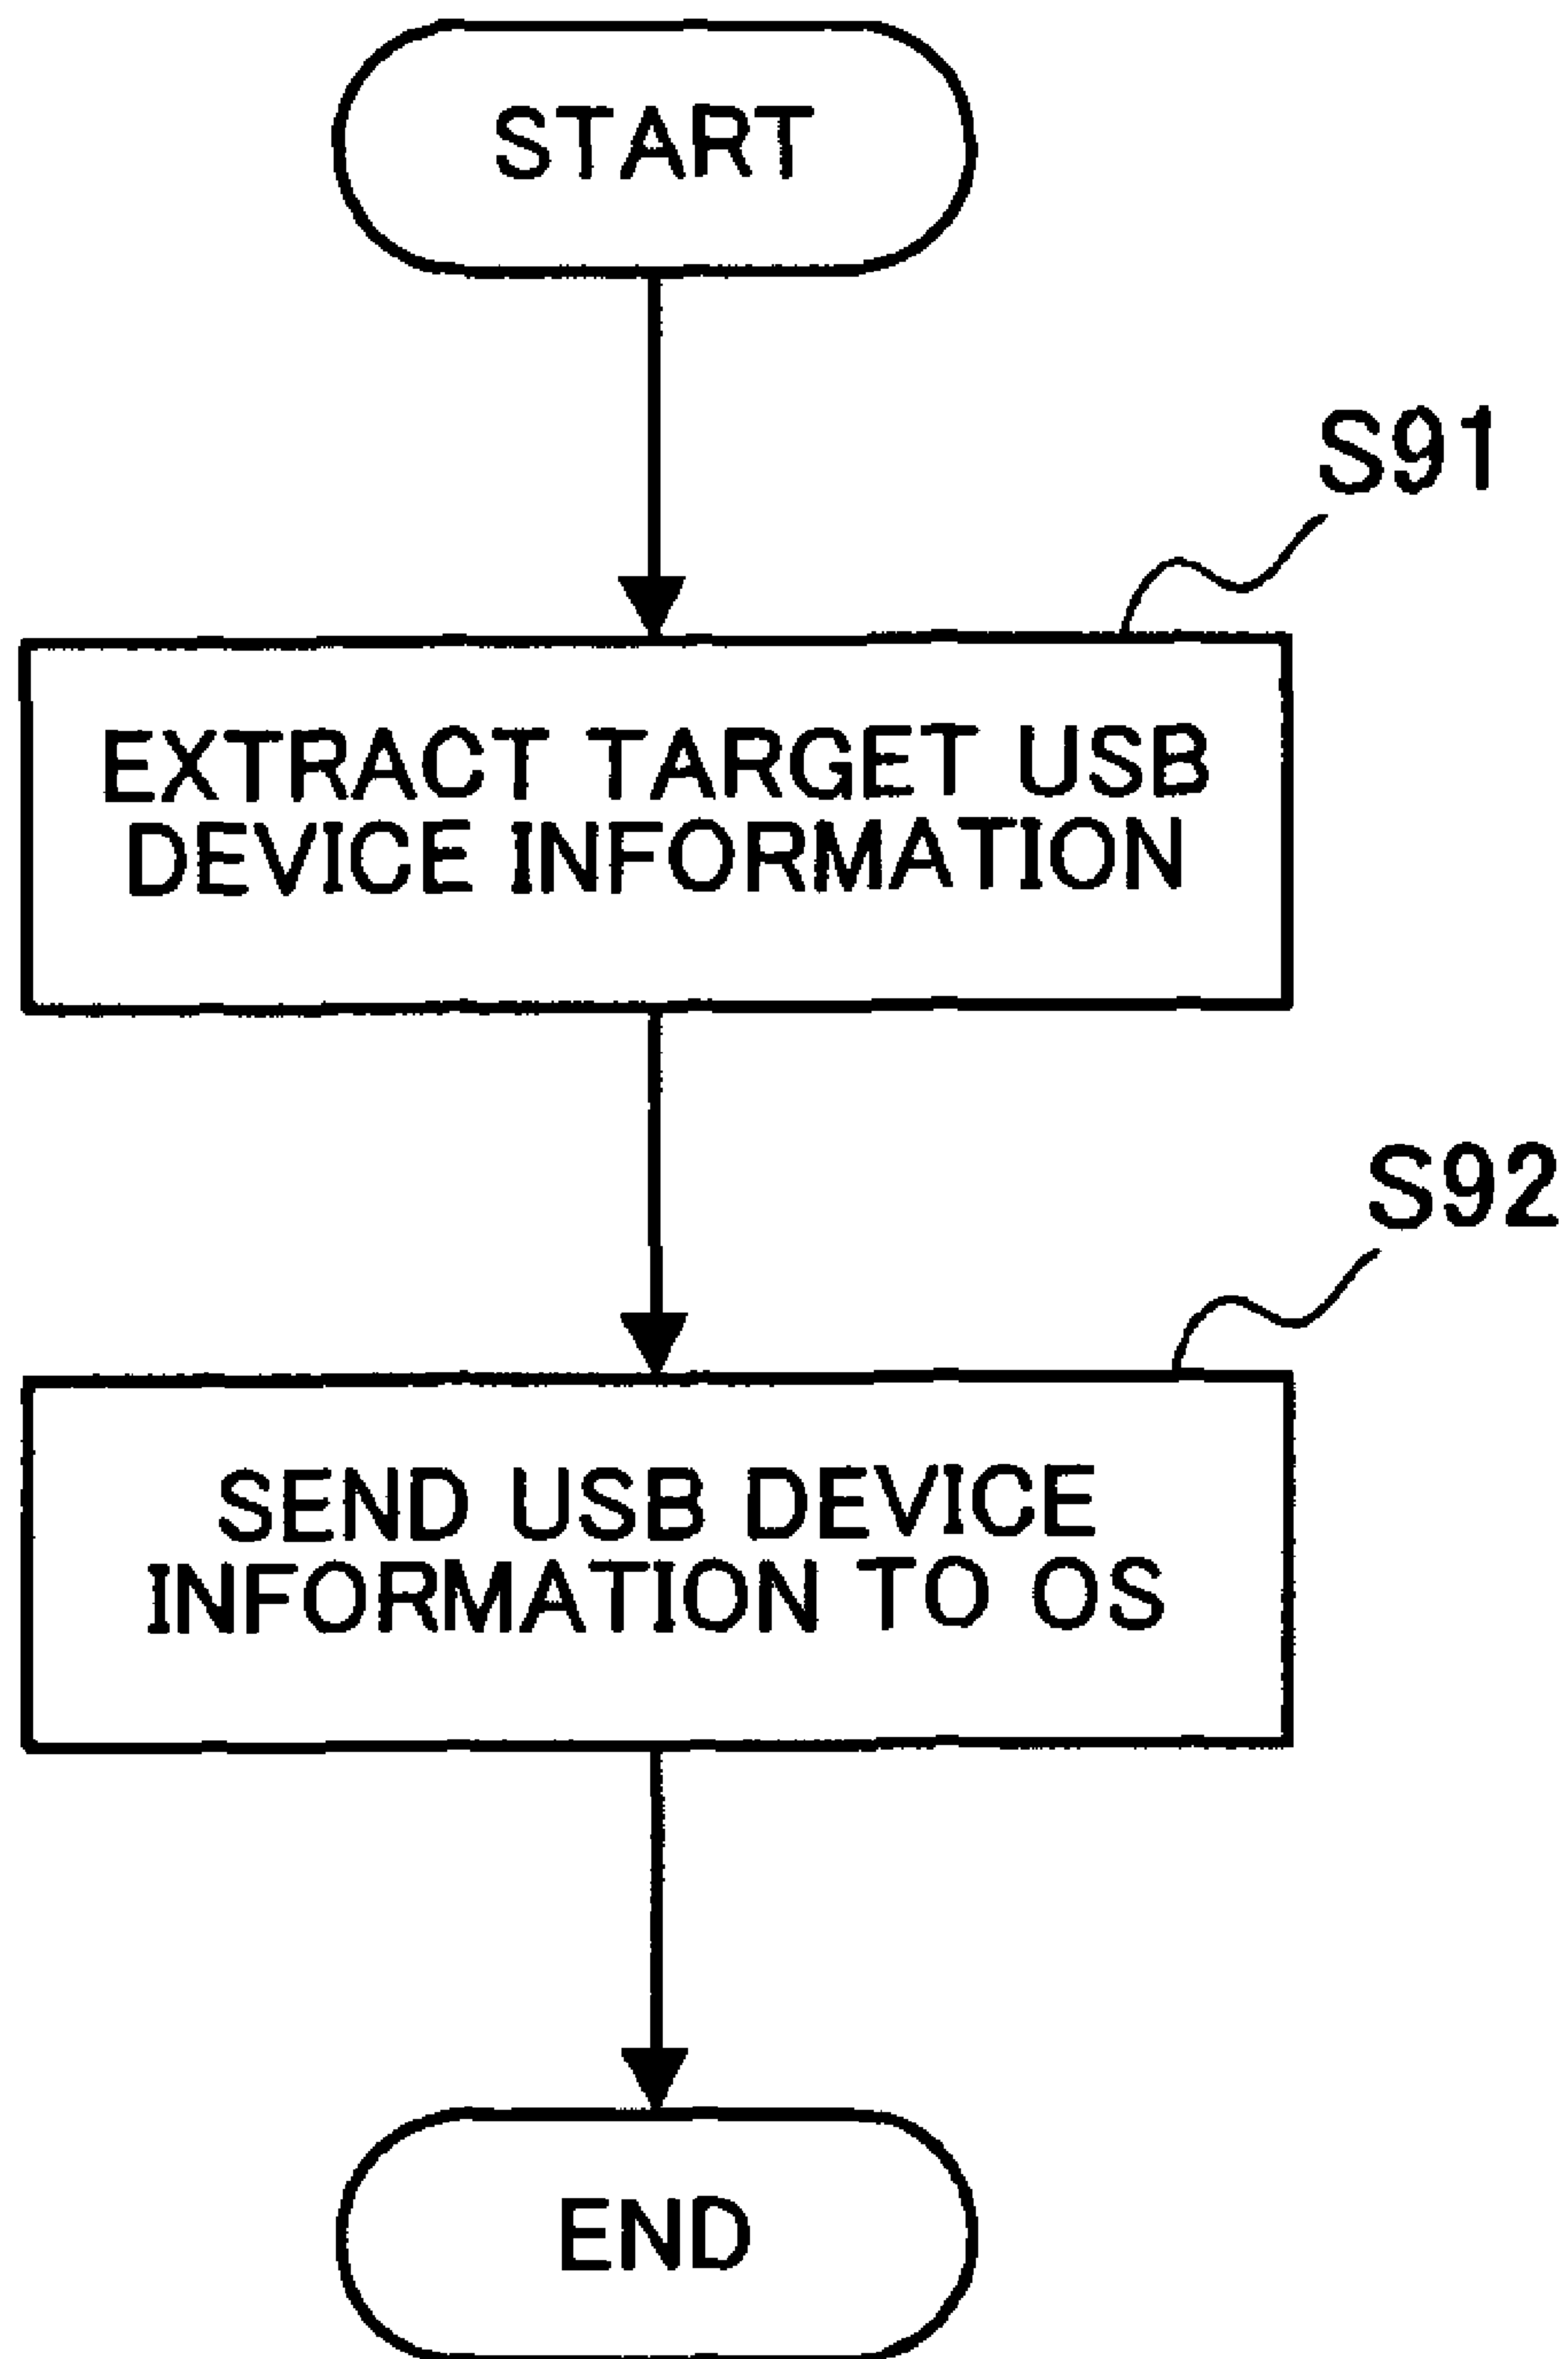 START
S91
EXTRACT TARGET USB
DEVICE INFORMATION
S92
SEND USB DEVICE
INFORMATION TO OS
END